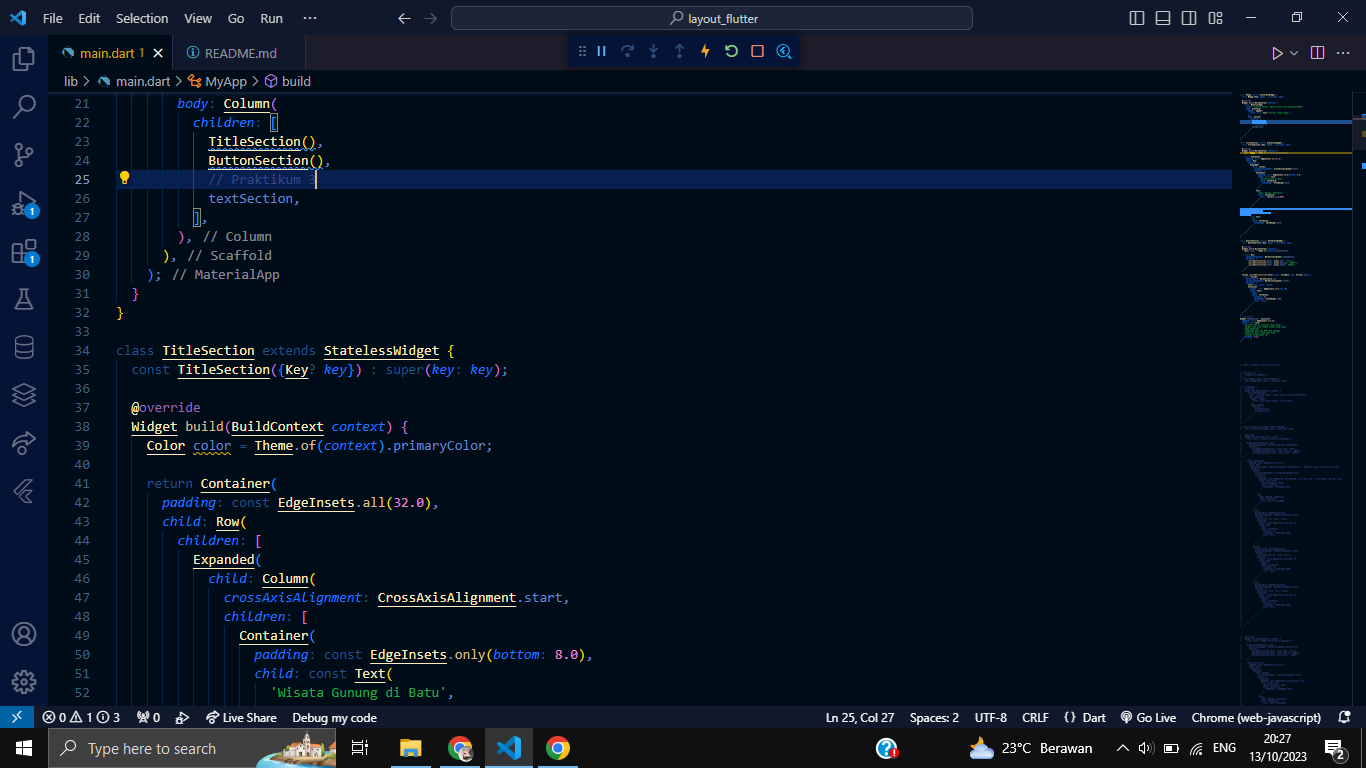 File Edit Selection View Go Run ··· layout_flutter
main.dart 1 README.md
lib > main.dart > MyApp > build
21 body: Column(
22 children: [
23 TitleSection(),
24 ButtonSection(),
25 // Praktikum 3
26 textSection,
27 ],
28 ), // Column
29 ), // Scaffold
30 ); // MaterialApp
31 }
32 }
33
34 class TitleSection extends StatelessWidget {
35 const TitleSection({Key? key}) : super(key: key);
36
37 @override
38 Widget build(BuildContext context) {
39 Color color = Theme.of(context).primaryColor;
40
41 return Container(
42 padding: const EdgeInsets.all(32.0),
43 child: Row(
44 children: [
45 Expanded(
46 child: Column(
47 crossAxisAlignment: CrossAxisAlignment.start,
48 children: [
49 Container(
50 padding: const EdgeInsets.only(bottom: 8.0),
51 child: const Text(
52 'Wisata Gunung di Batu',
1
1
0 1 3 0 Live Share Debug my code Ln 25, Col 27 Spaces: 2 UTF-8 CRLF {} Dart Go Live Chrome (web-javascript)
Type here to search 23°C Berawan ENG 20:27
13/10/2023 2